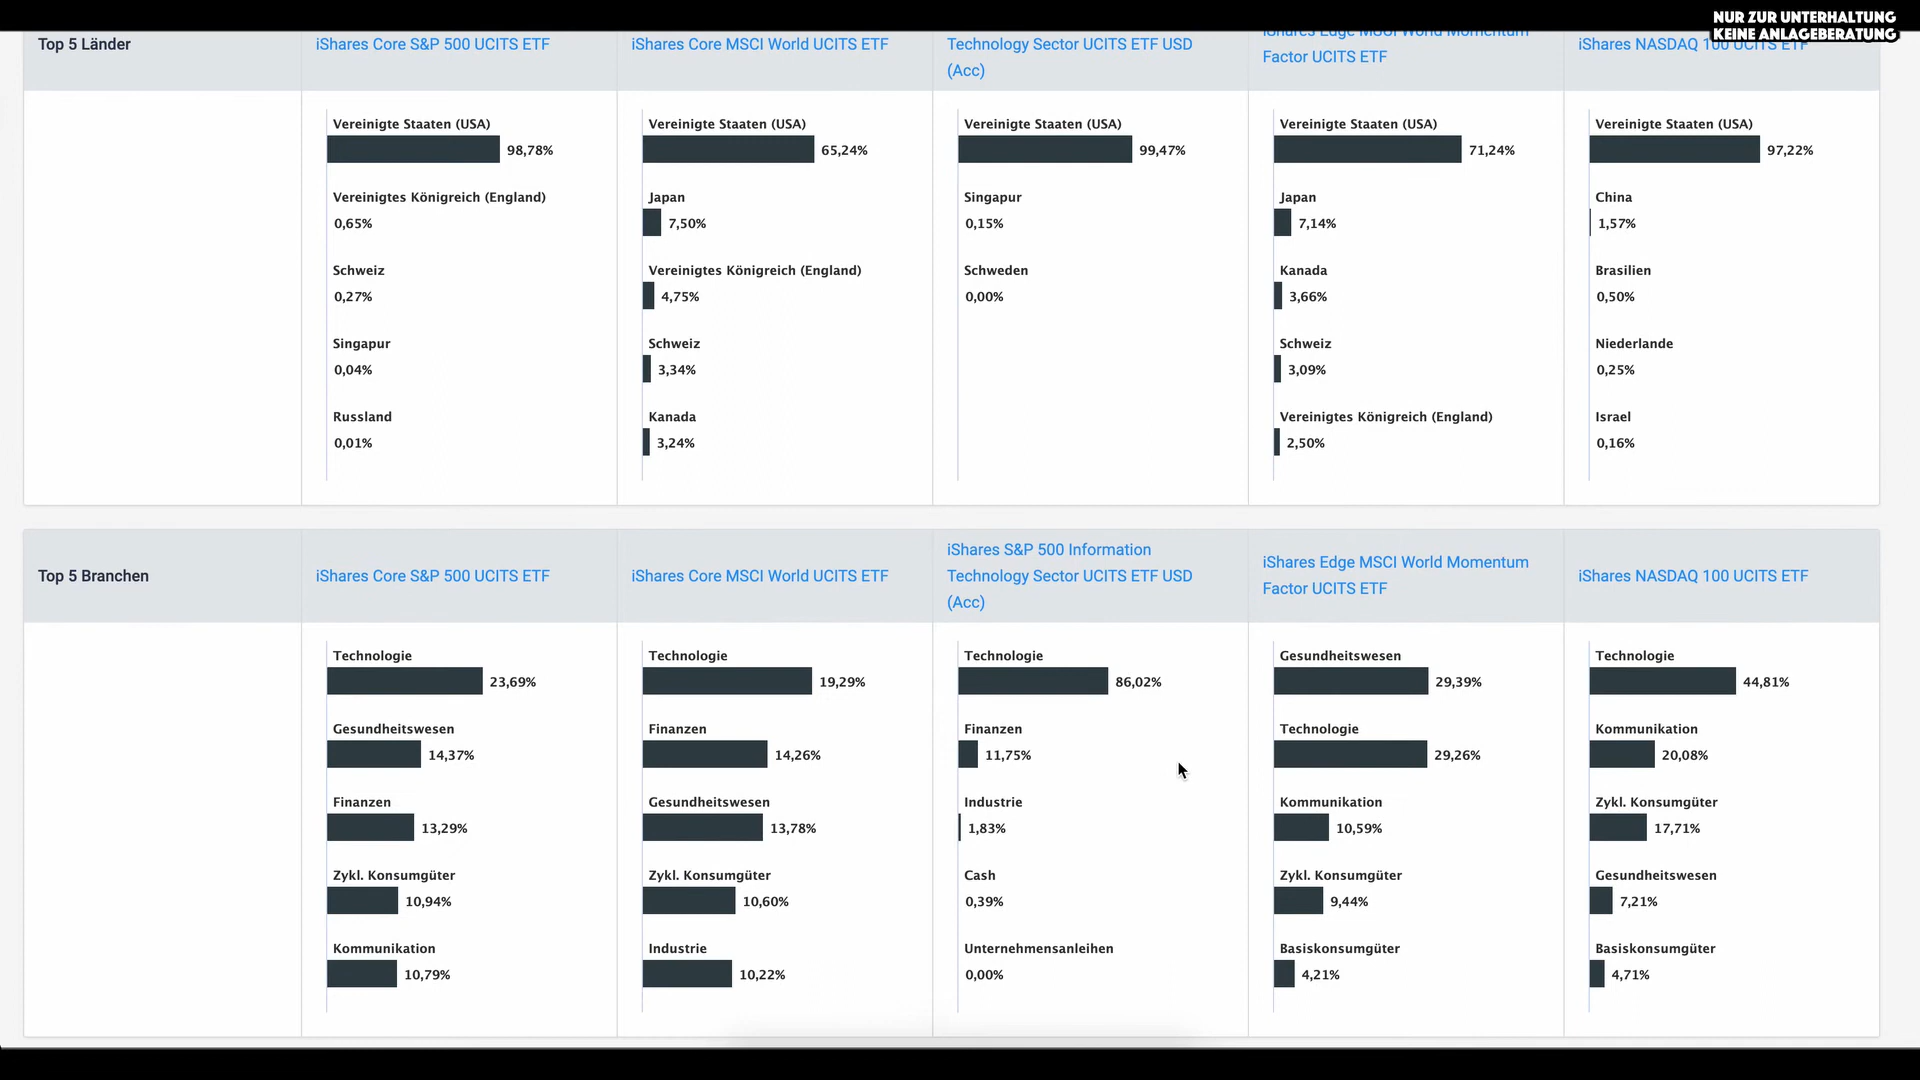 NUR ZUR UNTERHALTUNG
KEINE ANLAGEBERATUNG
Top 5 Länder
iShares Core S&P 500 UCITS ETF
iShares Core MSCI World UCITS ETF
Technology Sector UCITS ETF USD
(Acc)
iShares Edge MSCI World Momentum
Factor UCITS ETF
iShares NASDAQ 100 UCITS ETF
Vereinigte Staaten (USA)
98,78%
Vereinigtes Königreich (England)
0,65%
Schweiz
0,27%
Singapur
0,04%
Russland
0,01%
Vereinigte Staaten (USA)
65,24%
Japan
7,50%
Vereinigtes Königreich (England)
4,75%
Schweiz
3,34%
Kanada
3,24%
Vereinigte Staaten (USA)
99,47%
Singapur
0,15%
Schweden
0,00%
Vereinigte Staaten (USA)
71,24%
Japan
7,14%
Kanada
3,66%
Schweiz
3,09%
Vereinigtes Königreich (England)
2,50%
Vereinigte Staaten (USA)
97,22%
China
1,57%
Brasilien
0,50%
Niederlande
0,25%
Israel
0,16%
Top 5 Branchen
iShares Core S&P 500 UCITS ETF
iShares Core MSCI World UCITS ETF
iShares S&P 500 Information
Technology Sector UCITS ETF USD
(Acc)
iShares Edge MSCI World Momentum
Factor UCITS ETF
iShares NASDAQ 100 UCITS ETF
Technologie
23,69%
Gesundheitswesen
14,37%
Finanzen
13,29%
Zykl. Konsumgüter
10,94%
Kommunikation
10,79%
Technologie
19,29%
Finanzen
14,26%
Gesundheitswesen
13,78%
Zykl. Konsumgüter
10,60%
Industrie
10,22%
Technologie
86,02%
Finanzen
11,75%
Industrie
1,83%
Cash
0,39%
Unternehmensanleihen
0,00%
Gesundheitswesen
29,39%
Technologie
29,26%
Kommunikation
10,59%
Zykl. Konsumgüter
9,44%
Basiskonsumgüter
4,21%
Technologie
44,81%
Kommunikation
20,08%
Zykl. Konsumgüter
17,71%
Gesundheitswesen
7,21%
Basiskonsumgüter
4,71%